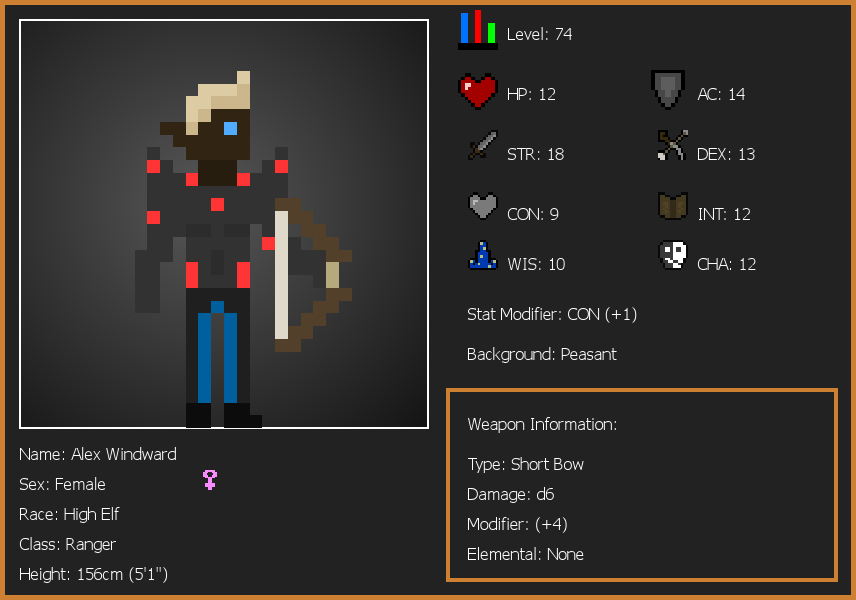 Level: 74
HP: 12
AC: 14
STR: 18
DEX: 13
CON: 9
INT: 12
WIS: 10
CHA: 12
Stat Modifier: CON (+1)
Background: Peasant
Weapon Information:
Type: Short Bow
Damage: d6
Modifier: (+4)
Elemental: None
Name: Alex Windward
Sex: Female
Race: High Elf
Class: Ranger
Height: 156cm (5'1")